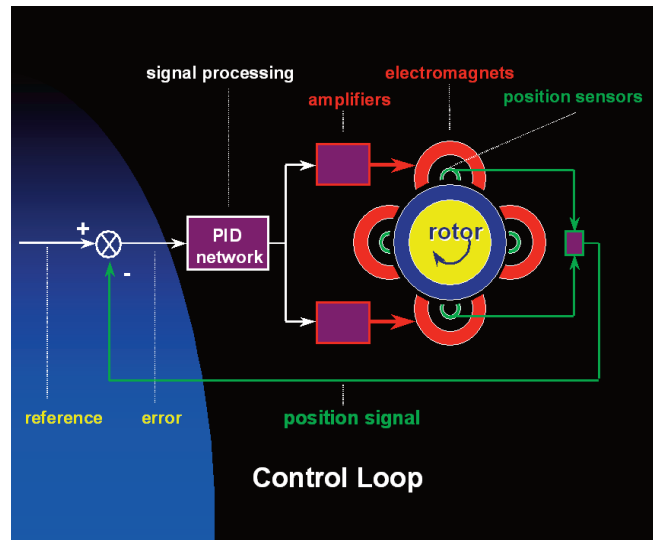 electromagnets
signal processing
position sensors
amplifiers
+
PID
network
rotor
-
reference
error
position signal
Control Loop